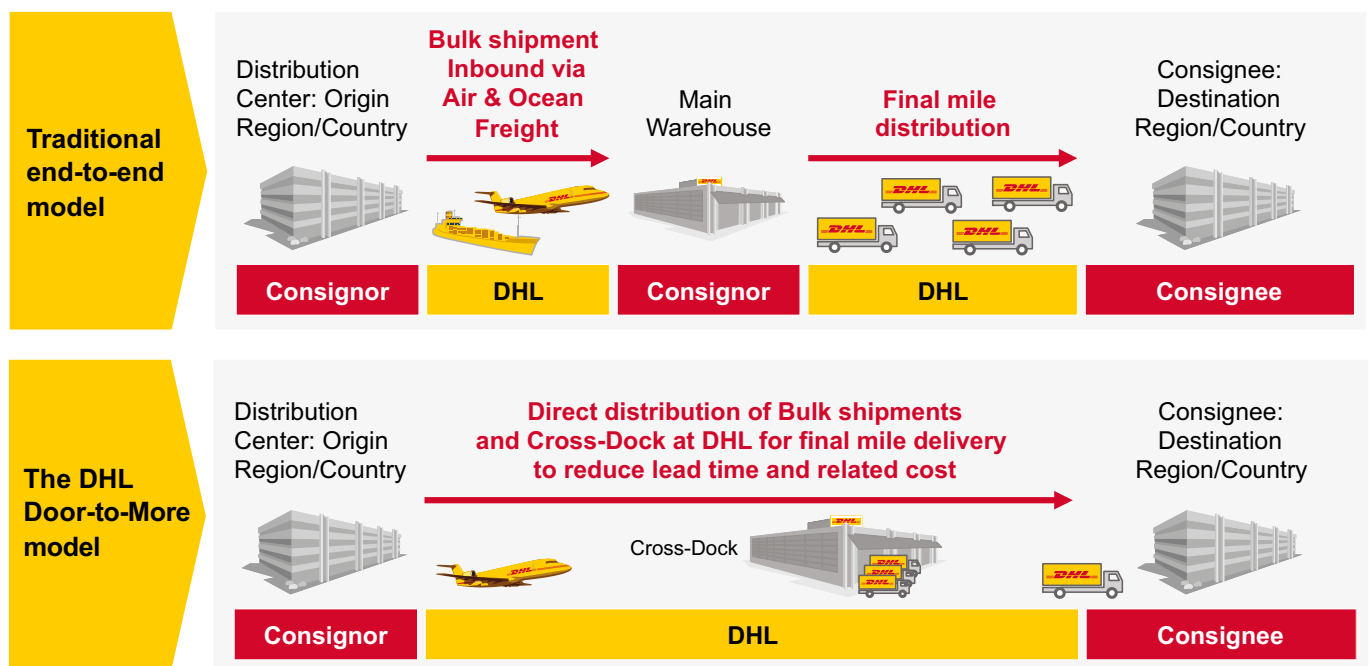 Traditional
end-to-end
model
Distribution
Center: Origin
Region/Country
Bulk shipment
Inbound via
Air & Ocean
Freight
Main
Warehouse
Final mile
distribution
Consignee:
Destination
Region/Country
DHL
DHL
DHL
DHL
DHL
DHL
Consignor
DHL
Consignor
DHL
Consignee
The DHL
Door-to-More
model
Distribution
Center: Origin
Region/Country
Direct distribution of Bulk shipments
and Cross-Dock at DHL for final mile delivery
to reduce lead time and related cost
Consignee:
Destination
Region/Country
DHL
Cross-Dock
DHL
DHL
DHL
DHL
DHL
Consignor
DHL
Consignee